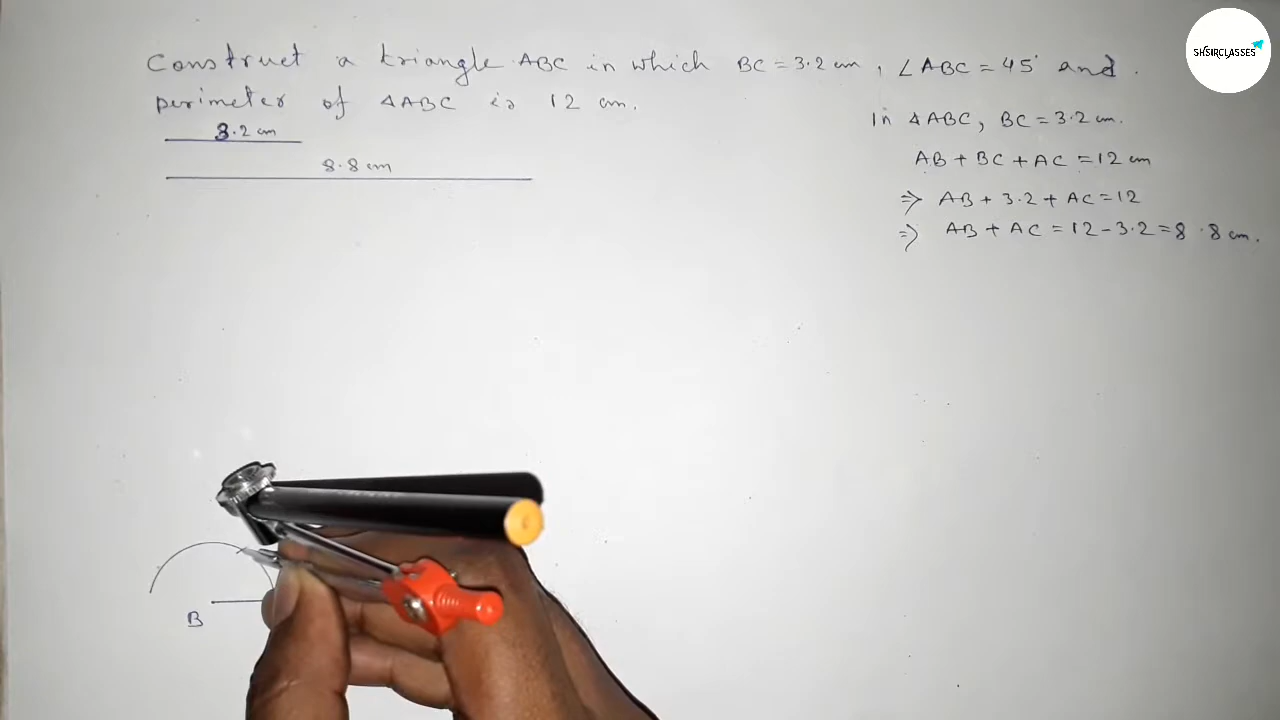 Construct a triangle ABC in which BC = 3.2 cm, ∠ABC = 45° and
perimeter of △ABC is 12 cm.
3.2 cm
8.8 cm
In △ABC, BC = 3.2 cm.
AB + BC + AC = 12 cm
⇒ AB + 3.2 + AC = 12
⇒ AB + AC = 12 - 3.2 = 8.8 cm.
B
SHSIRCLASSES